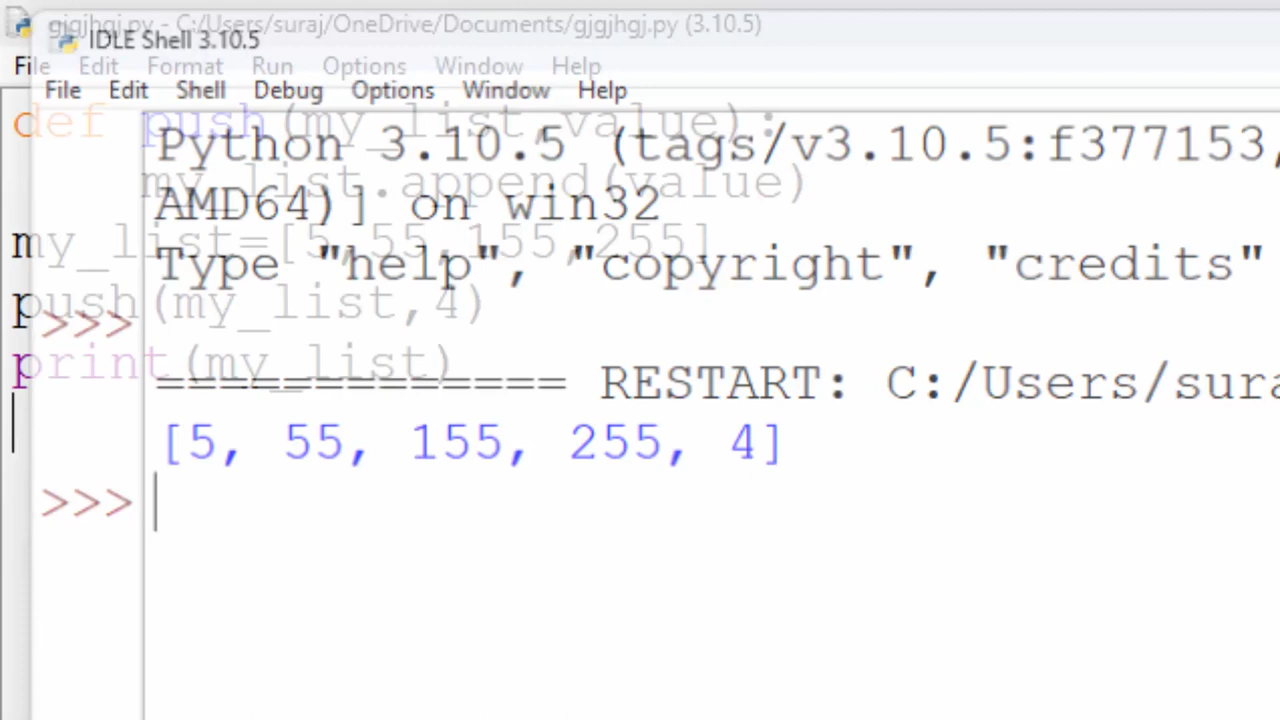 gjgjhgj.py - C:/Users/suraj/OneDrive/Documents/gjgjhgj.py (3.10.5)
File Edit Format Run Options Window Help
def push(my_list,value):
my_list.append(value)
my_list=[5,55,155,255]
push(my_list,4)
print(my_list)
IDLE Shell 3.10.5
File Edit Shell Debug Options Window Help
Python 3.10.5 (tags/v3.10.5:f377153,
AMD64)] on win32
Type "help", "copyright", "credits"
>>>
============= RESTART: C:/Users/sura
[5, 55, 155, 255, 4]
>>>